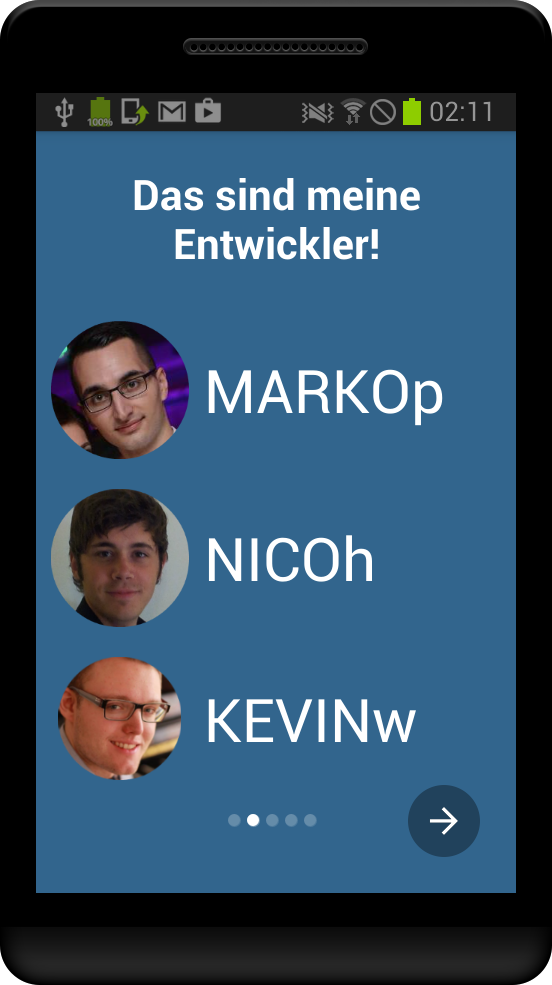 100%
02:11
Das sind meine
Entwickler!
MARKOp
NICOh
KEVINw